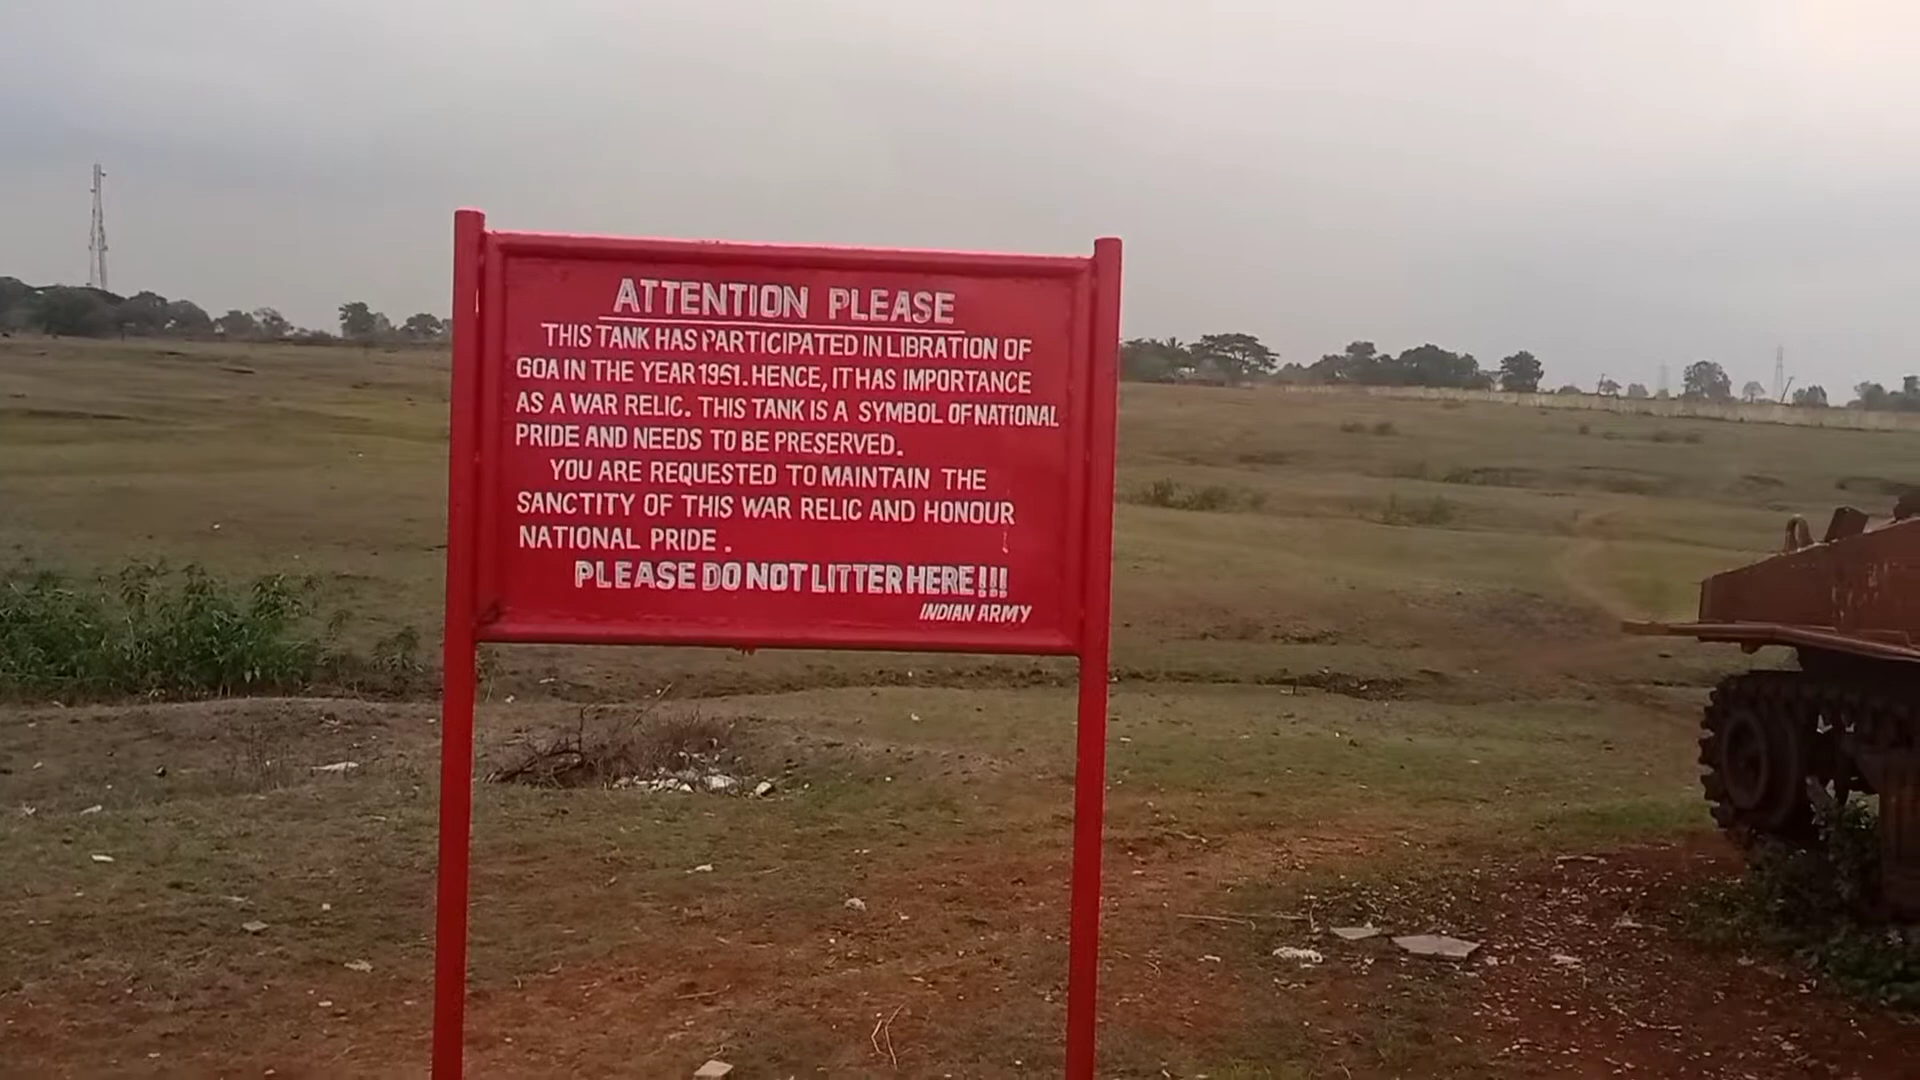 ATTENTION PLEASE
THIS TANK HAS PARTICIPATED IN LIBRATION OF
GOA IN THE YEAR 1961. HENCE, IT HAS IMPORTANCE
AS A WAR RELIC. THIS TANK IS A SYMBOL OF NATIONAL
PRIDE AND NEEDS TO BE PRESERVED.
YOU ARE REQUESTED TO MAINTAIN THE
SANCTITY OF THIS WAR RELIC AND HONOUR
NATIONAL PRIDE.
PLEASE DO NOT LITTER HERE!!!
INDIAN ARMY